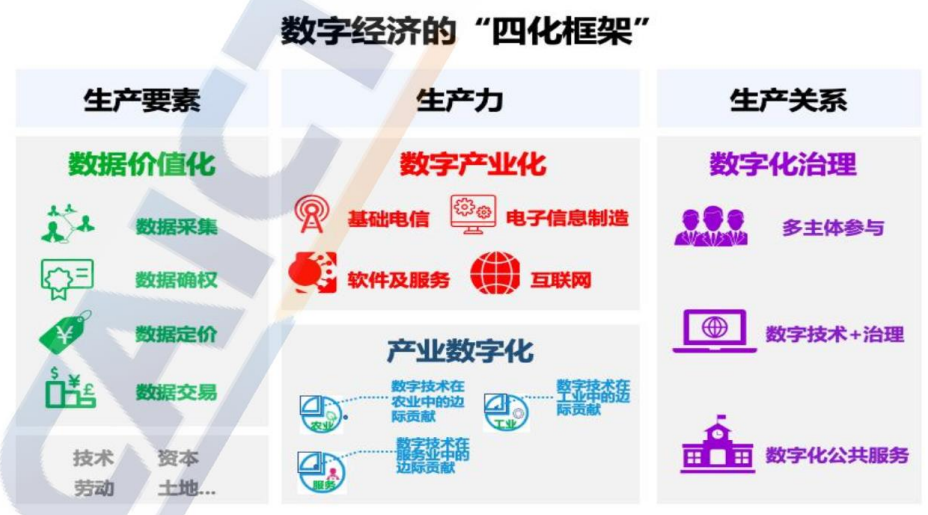 数字经济的“四化框架”
生产要素
生产力
生产关系
数据价值化
数据采集
数据确权
¥
数据定价
$ ¥ £
数据交易
技术 资本
劳动 土地...
数字产业化
基础电信
电子信息制造
软件及服务
互联网
产业数字化
农业
数字技术在
农业中的边
际贡献
工业
数字技术在
工业中的边
际贡献
服务
数字技术在
服务业中的
边际贡献
数字化治理
多主体参与
数字技术+治理
数字化公共服务
CAICT